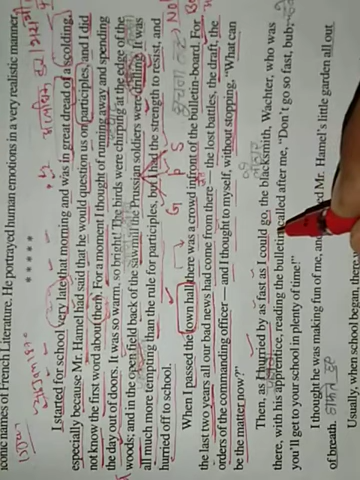 iconic names of French Literature. He portrayed human emotions in a very realistic manner.
*****
I started for school very late that morning and was in great dread of a scolding,
especially because Mr. Hamel had said that he would question us on participles, and I did
not know the first word about them. For a moment I thought of running away and spending
the day out of doors. It was so warm, so bright! The birds were chirping at the edge of the
woods; and in the open field back of the sawmill the Prussian soldiers were drilling. It was
all much more tempting than the rule for participles, but I had the strength to resist, and
hurried off to school.
G P S
When I passed the town hall there was a crowd in front of the bulletin-board. For
the last two years all our bad news had come from there — the lost battles, the draft, the
orders of the commanding officer — and I thought to myself, without stopping, “What can
be the matter now?”
Then, as I hurried by as fast as I could go, the blacksmith, Wachter, who was
there, with his apprentice, reading the bulletin called after me, “Don't go so fast, bub;
you'll get to your school in plenty of time!”
I thought he was making fun of me, and Mr. Hamel's little garden all out
of breath.
Usually, when school began, there